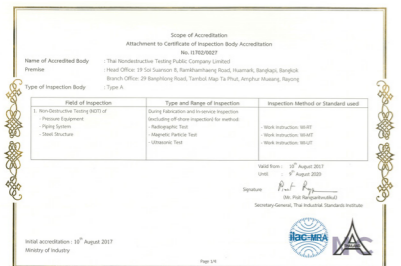 Scope of Accreditation
Attachment to Certificate of Inspection Body Accreditation
No. I1702/0027
Name of Accredited Body : Thai Nondestructive Testing Public Company Limited
Premise : Head Office: 19 Soi Suanson 8, Ramkhamhaeng Road, Huamark, Bangkapi, Bangkok
Branch Office: 29 Banphlong Road, Tambol Map Ta Phut, Amphur Mueang, Rayong
Type of Inspection Body : Type A
Field of Inspection Type and Range of Inspection Inspection Method or Standard used
1. Non-Destructive Testing (NDT) of During Fabrication and In-service Inspection
- Pressure Equipment (excluding off-shore inspection) for method
- Piping System - Radiographic Test - Work Instruction: WI-RT
- Steel Structure - Magnetic Particle Test - Work Instruction: WI-MT
- Ultrasonic Test - Work Instruction: WI-UT
Valid from : 10th August 2017
Until : 9th August 2020
Signature
Secretary-General, Thai Industrial Standards Institute
Initial accreditation : 10th August 2017
Ministry of Industry
ilac-MRA
Page 1/4